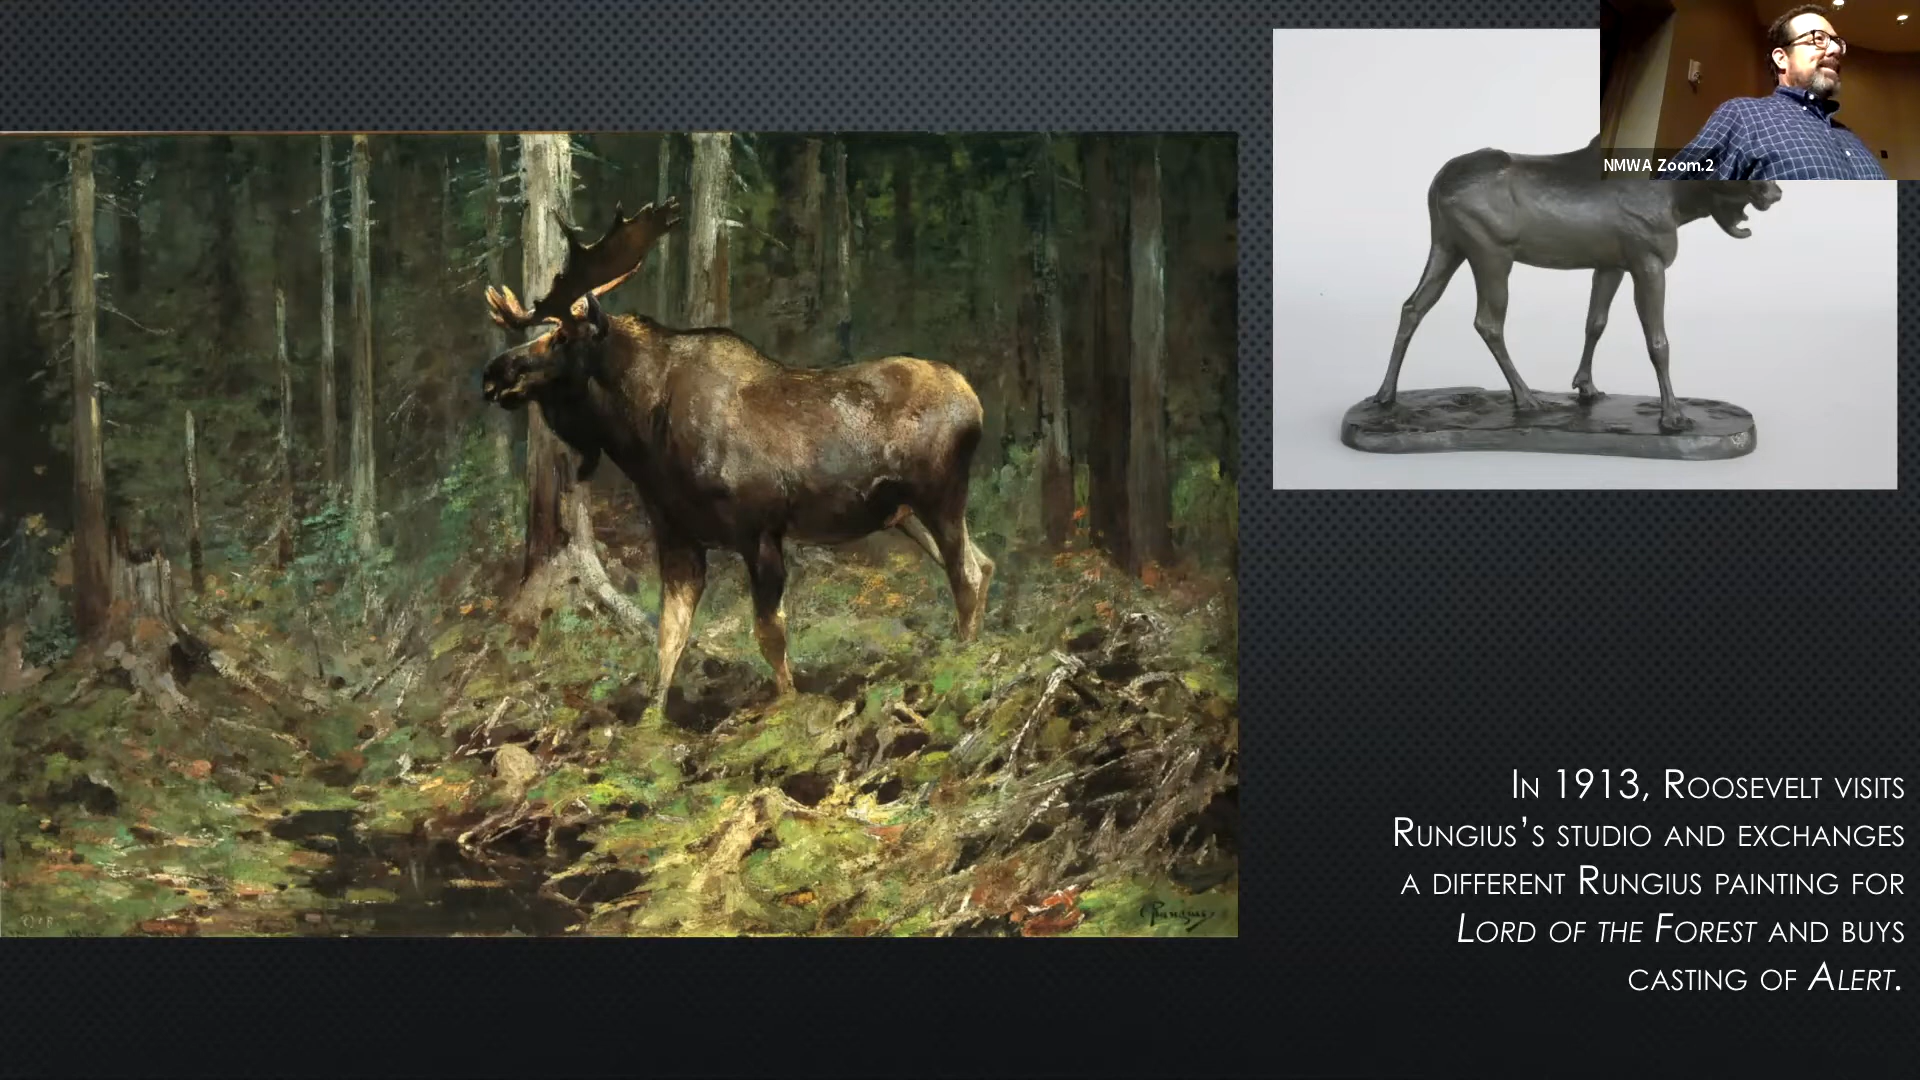 NMWA Zoom.2
In 1913, Roosevelt visits
Rungius's studio and exchanges
a different Rungius painting for
Lord of the Forest and buys
casting of Alert.
C Rungius